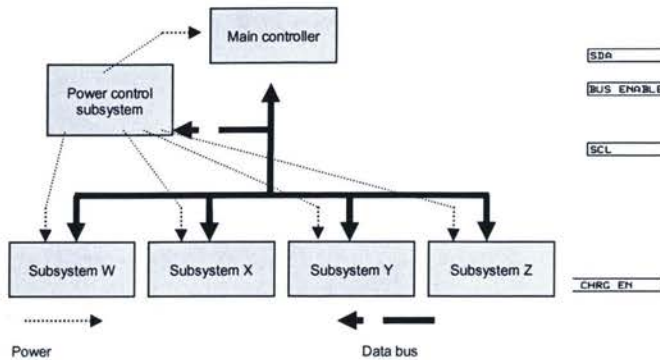 Main controller
Power control
subsystem
Subsystem W
Subsystem X
Subsystem Y
Subsystem Z
Power
Data bus
SDA
BUS ENABLE
SCL
CHRG EN